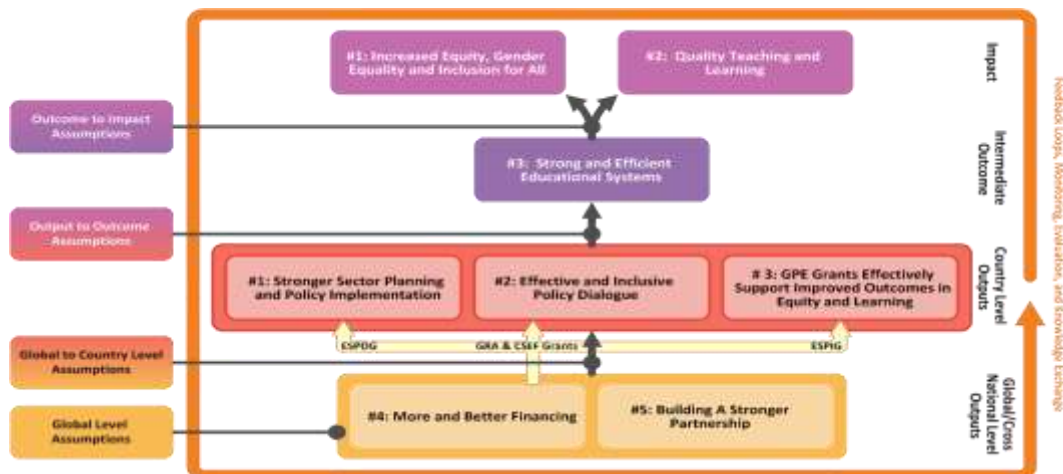 #1: Increased Equity, Gender
Equality and Inclusion for All
#2: Quality Teaching and
Learning
Impact
Outcome to Impact
Assumptions
#3: Strong and Efficient
Educational Systems
Intermediate
Outcome
Output to Outcome
Assumptions
#1: Stronger Sector Planning
and Policy Implementation
#2: Effective and Inclusive
Policy Dialogue
# 3: GPE Grants Effectively
Support Improved Outcomes in
Equity and Learning
Country Level
Outputs
ESPDG
GRA & CSEF Grants
ESPIG
Global to Country Level
Assumptions
#4: More and Better Financing
#5: Building A Stronger
Partnership
Global/Cross
National Level
Outputs
Global Level
Assumptions
Feedback Loops, Monitoring, Evaluation, and Knowledge Exchange